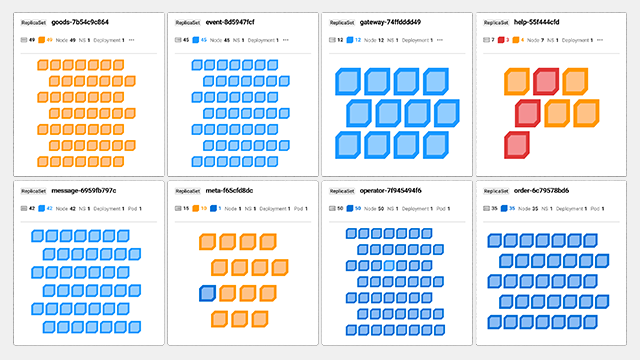 ReplicaSet goods-7b54c9c864
49 49 Node 49 NS 1 Deployment 1 ···
ReplicaSet event-8d5947fcf
45 45 Node 45 NS 1 Deployment 1 ···
ReplicaSet gateway-74ffdddd49
12 12 Node 12 NS 1 Deployment 1 ···
ReplicaSet help-55f444cfd
7 3 4 Node 7 NS 1 Deployment 1 ···
ReplicaSet message-6959fb797c
42 42 Node 42 NS 1 Deployment 1 Pod 1
ReplicaSet meta-f65cfd8dc
15 1 Node 1 NS 1 Deployment 1 Pod 1
ReplicaSet operator-7f945494f6
50 50 Node 50 NS 1 Deployment 1 Pod 1
ReplicaSet order-6c79578bd6
35 35 Node 35 NS 1 Deployment 1 Pod 1